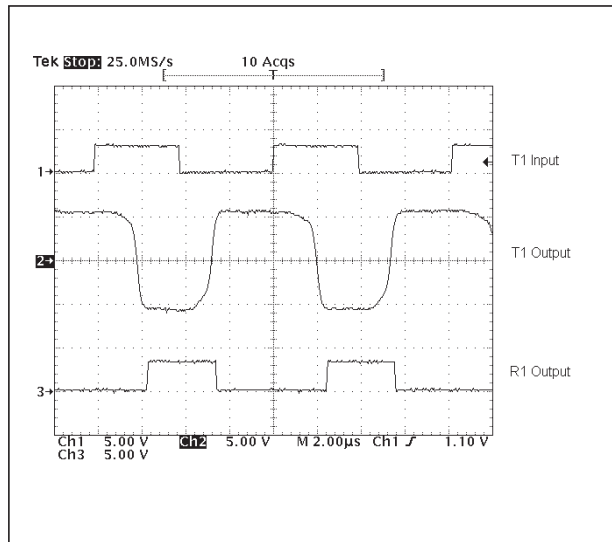 Tek Stop: 25.0MS/s 10 Acqs
T
1 T1 Input
2 T1 Output
3 R1 Output
Ch1 5.00 V Ch2 5.00 V M 2.00µs Ch1 1.10 V
Ch3 5.00 V